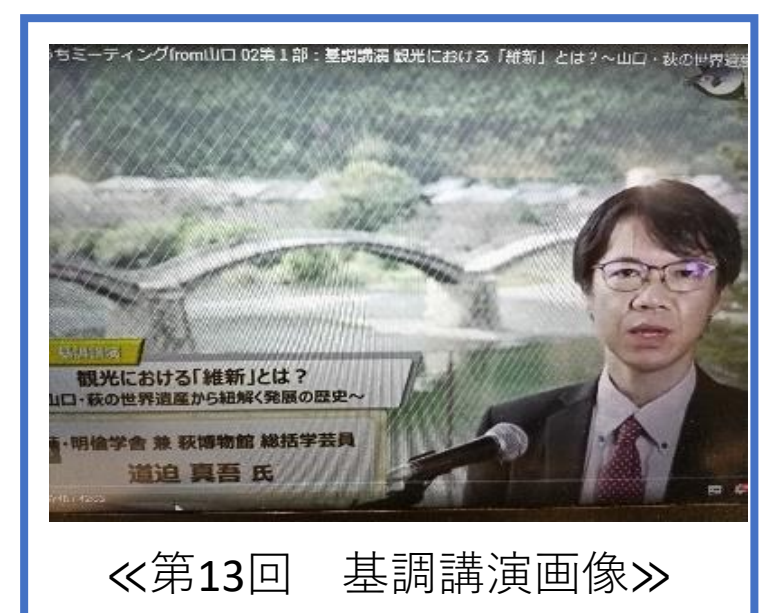 ちミーティングfrom山口 02第１部：基調講演 観光における「維新」とは？～山口・萩の世界遺産
基調講演
観光における「維新」とは？
山口・萩の世界遺産から紐解く発展の歴史～
・明倫学舎 兼 萩博物館 総括学芸員
道迫 真吾 氏
≪第13回　基調講演画像≫